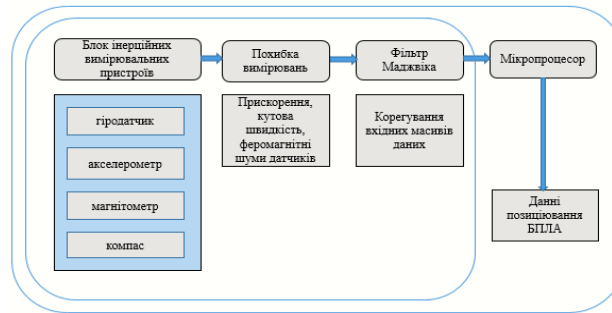 Блок інерційних
вимірювальних
пристроїв
Похибка
вимірювань
Фільтр
Маджвіка
Мікропроцесор
гіродатчик
акселерометр
магнітометр
компас
Прискорення,
кутова
швидкість,
феромагнітні
шуми датчиків
Корегування
вхідних масивів
даних
Данні
позиціювання
БПЛА